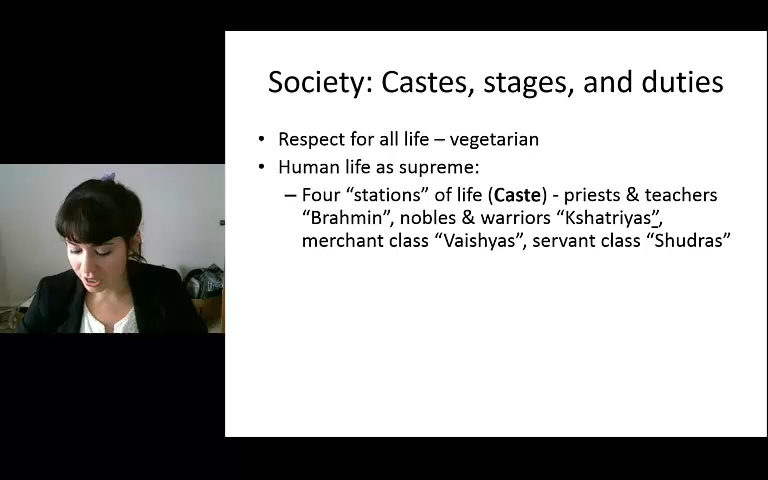 Society: Castes, stages, and duties
• Respect for all life – vegetarian
• Human life as supreme:
– Four “stations” of life (Caste) - priests & teachers
“Brahmin”, nobles & warriors “Kshatriyas”,
merchant class “Vaishyas”, servant class “Shudras”